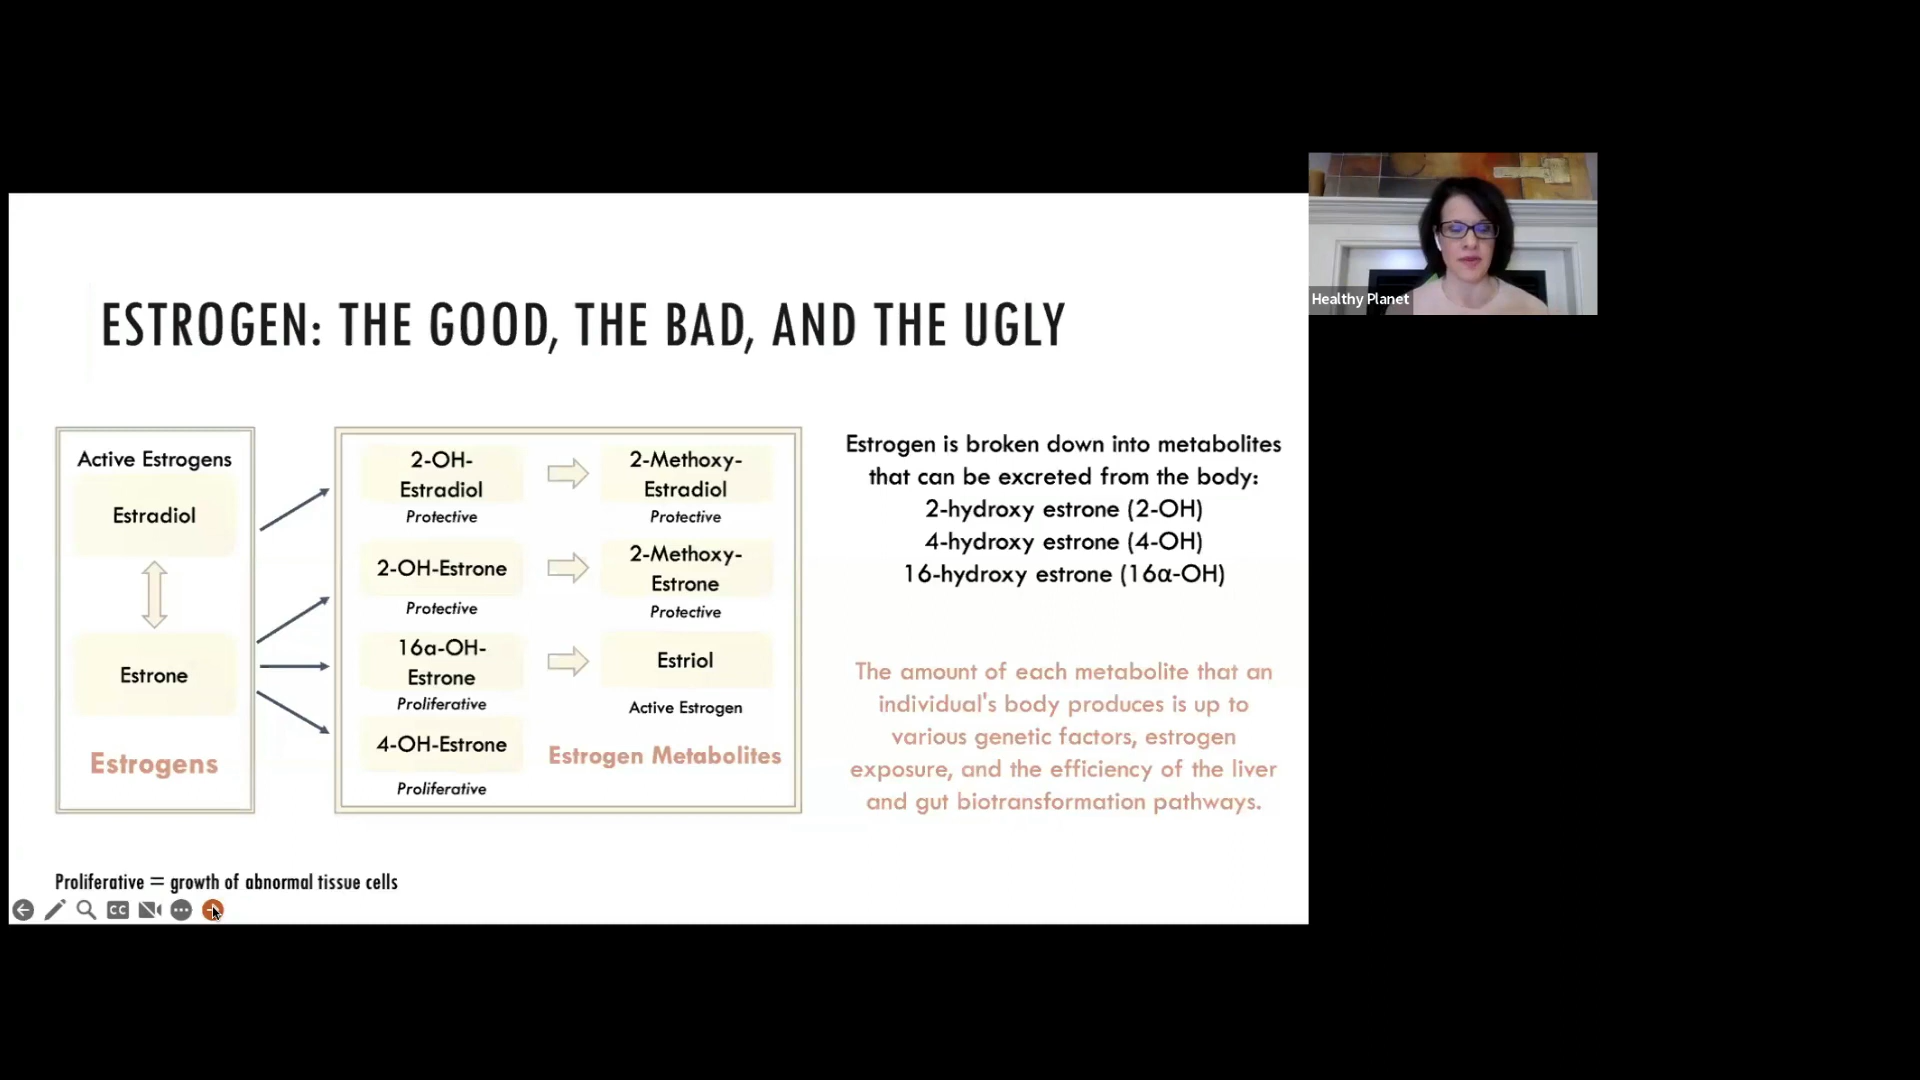 Healthy Planet
ESTROGEN: THE GOOD, THE BAD, AND THE UGLY
Active Estrogens
Estradiol
Estrone
Estrogens
2-OH-
Estradiol
Protective
2-Methoxy-
Estradiol
Protective
2-OH-Estrone
Protective
2-Methoxy-
Estrone
Protective
16a-OH-
Estrone
Proliferative
Estriol
Active Estrogen
4-OH-Estrone
Proliferative
Estrogen Metabolites
Estrogen is broken down into metabolites
that can be excreted from the body:
2-hydroxy estrone (2-OH)
4-hydroxy estrone (4-OH)
16-hydroxy estrone (16α-OH)
The amount of each metabolite that an
individual's body produces is up to
various genetic factors, estrogen
exposure, and the efficiency of the liver
and gut biotransformation pathways.
Proliferative = growth of abnormal tissue cells
CC